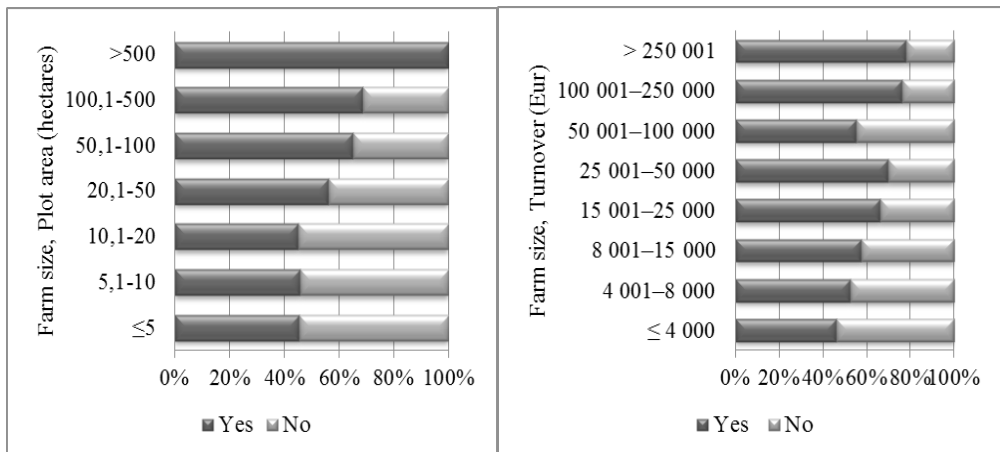 Farm size, Plot area (hectares)
>500
100,1-500
50,1-100
20,1-50
10,1-20
5,1-10
≤5
0% 20% 40% 60% 80% 100%
Yes No
Farm size, Turnover (Eur)
> 250 001
100 001–250 000
50 001–100 000
25 001–50 000
15 001–25 000
8 001–15 000
4 001–8 000
≤ 4 000
0% 20% 40% 60% 80% 100%
Yes No